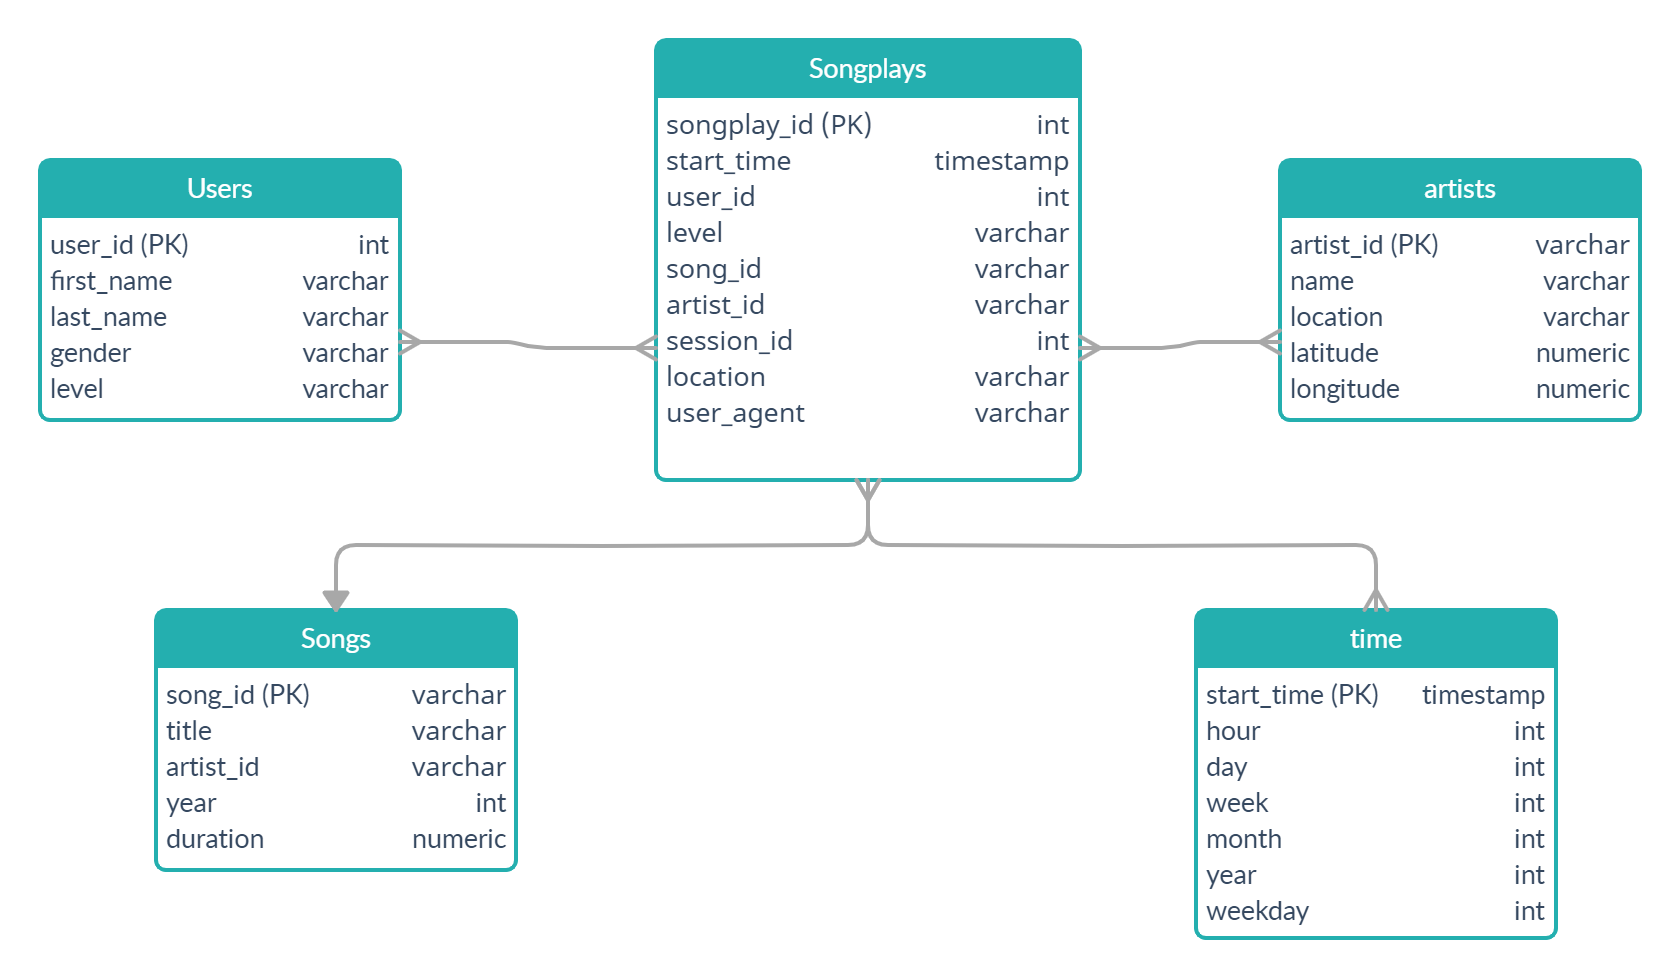 Songplays
songplay_id (PK) int
start_time timestamp
user_id int
level varchar
song_id varchar
artist_id varchar
session_id int
location varchar
user_agent varchar
Users
user_id (PK) int
first_name varchar
last_name varchar
gender varchar
level varchar
artists
artist_id (PK) varchar
name varchar
location varchar
latitude numeric
longitude numeric
Songs
song_id (PK) varchar
title varchar
artist_id varchar
year int
duration numeric
time
start_time (PK) timestamp
hour int
day int
week int
month int
year int
weekday int